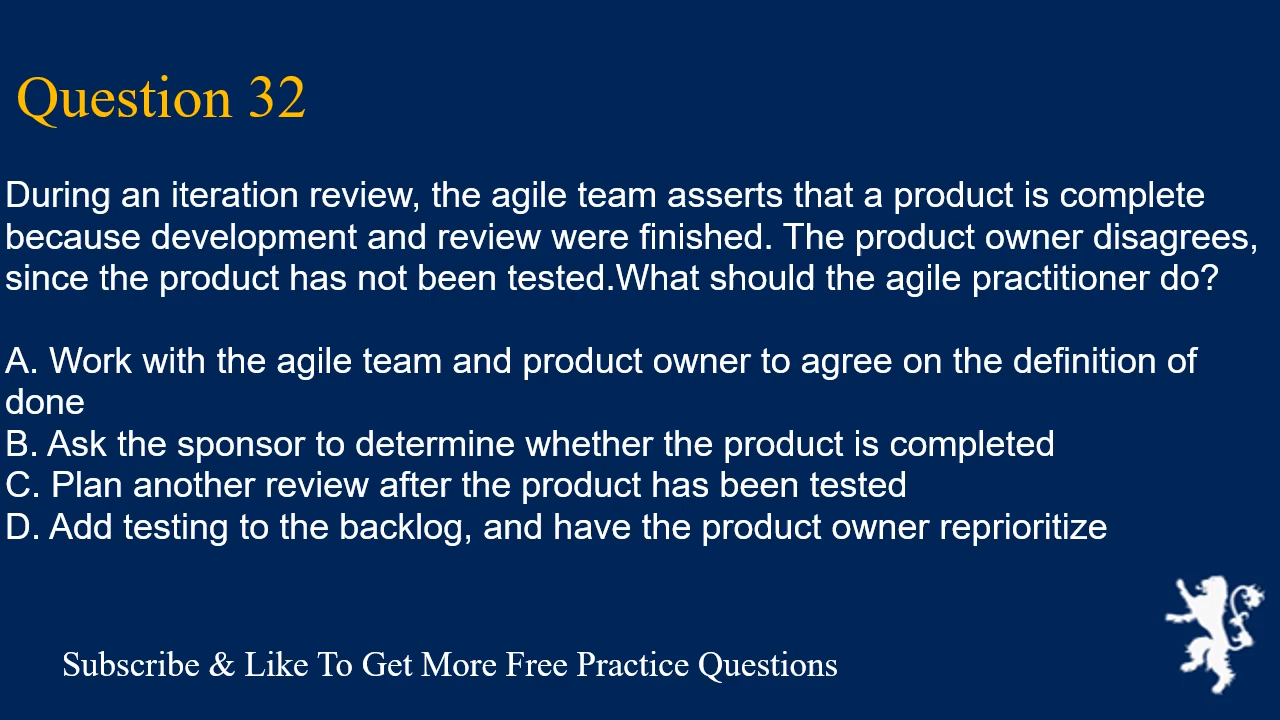 Question 32
During an iteration review, the agile team asserts that a product is complete
because development and review were finished. The product owner disagrees,
since the product has not been tested.What should the agile practitioner do?
A. Work with the agile team and product owner to agree on the definition of
done
B. Ask the sponsor to determine whether the product is completed
C. Plan another review after the product has been tested
D. Add testing to the backlog, and have the product owner reprioritize
Subscribe & Like To Get More Free Practice Questions